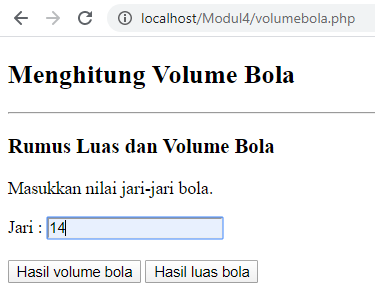 localhost/Modul4/volumebola.php
Menghitung Volume Bola
Rumus Luas dan Volume Bola
Masukkan nilai jari-jari bola.
Jari : 14
Hasil volume bola Hasil luas bola